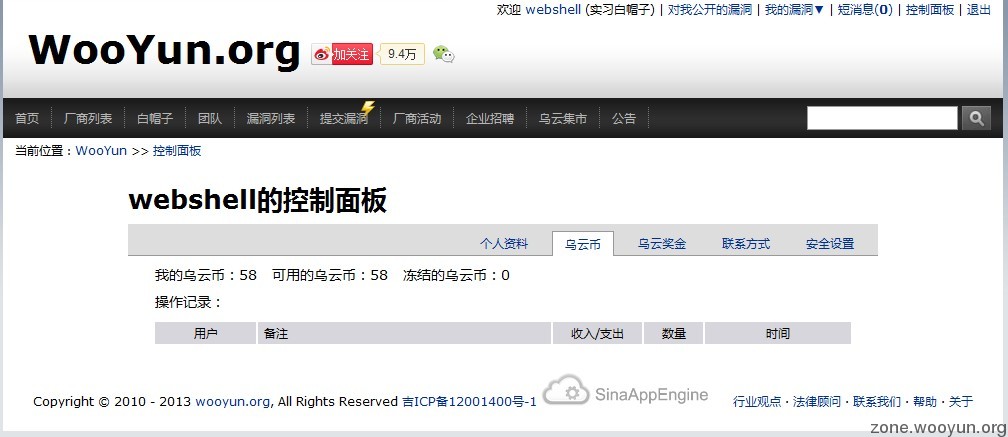 欢迎 webshell (实习白帽子) | 对我公开的漏洞 | 我的漏洞▼ | 短消息(0) | 控制面板 | 退出
WooYun.org 加关注 9.4万
首页 厂商列表 白帽子 团队 漏洞列表 提交漏洞 厂商活动 企业招聘 乌云集市 公告
当前位置：WooYun >> 控制面板
webshell的控制面板
个人资料 乌云币 乌云奖金 联系方式 安全设置
我的乌云币：58 可用的乌云币：58 冻结的乌云币：0
操作记录：
用户 备注 收入/支出 数量 时间
Copyright © 2010 - 2013 wooyun.org, All Rights Reserved 吉ICP备12001400号-1 SinaAppEngine 行业观点 · 法律顾问 · 联系我们 · 帮助 · 关于
zone.wooyun.org